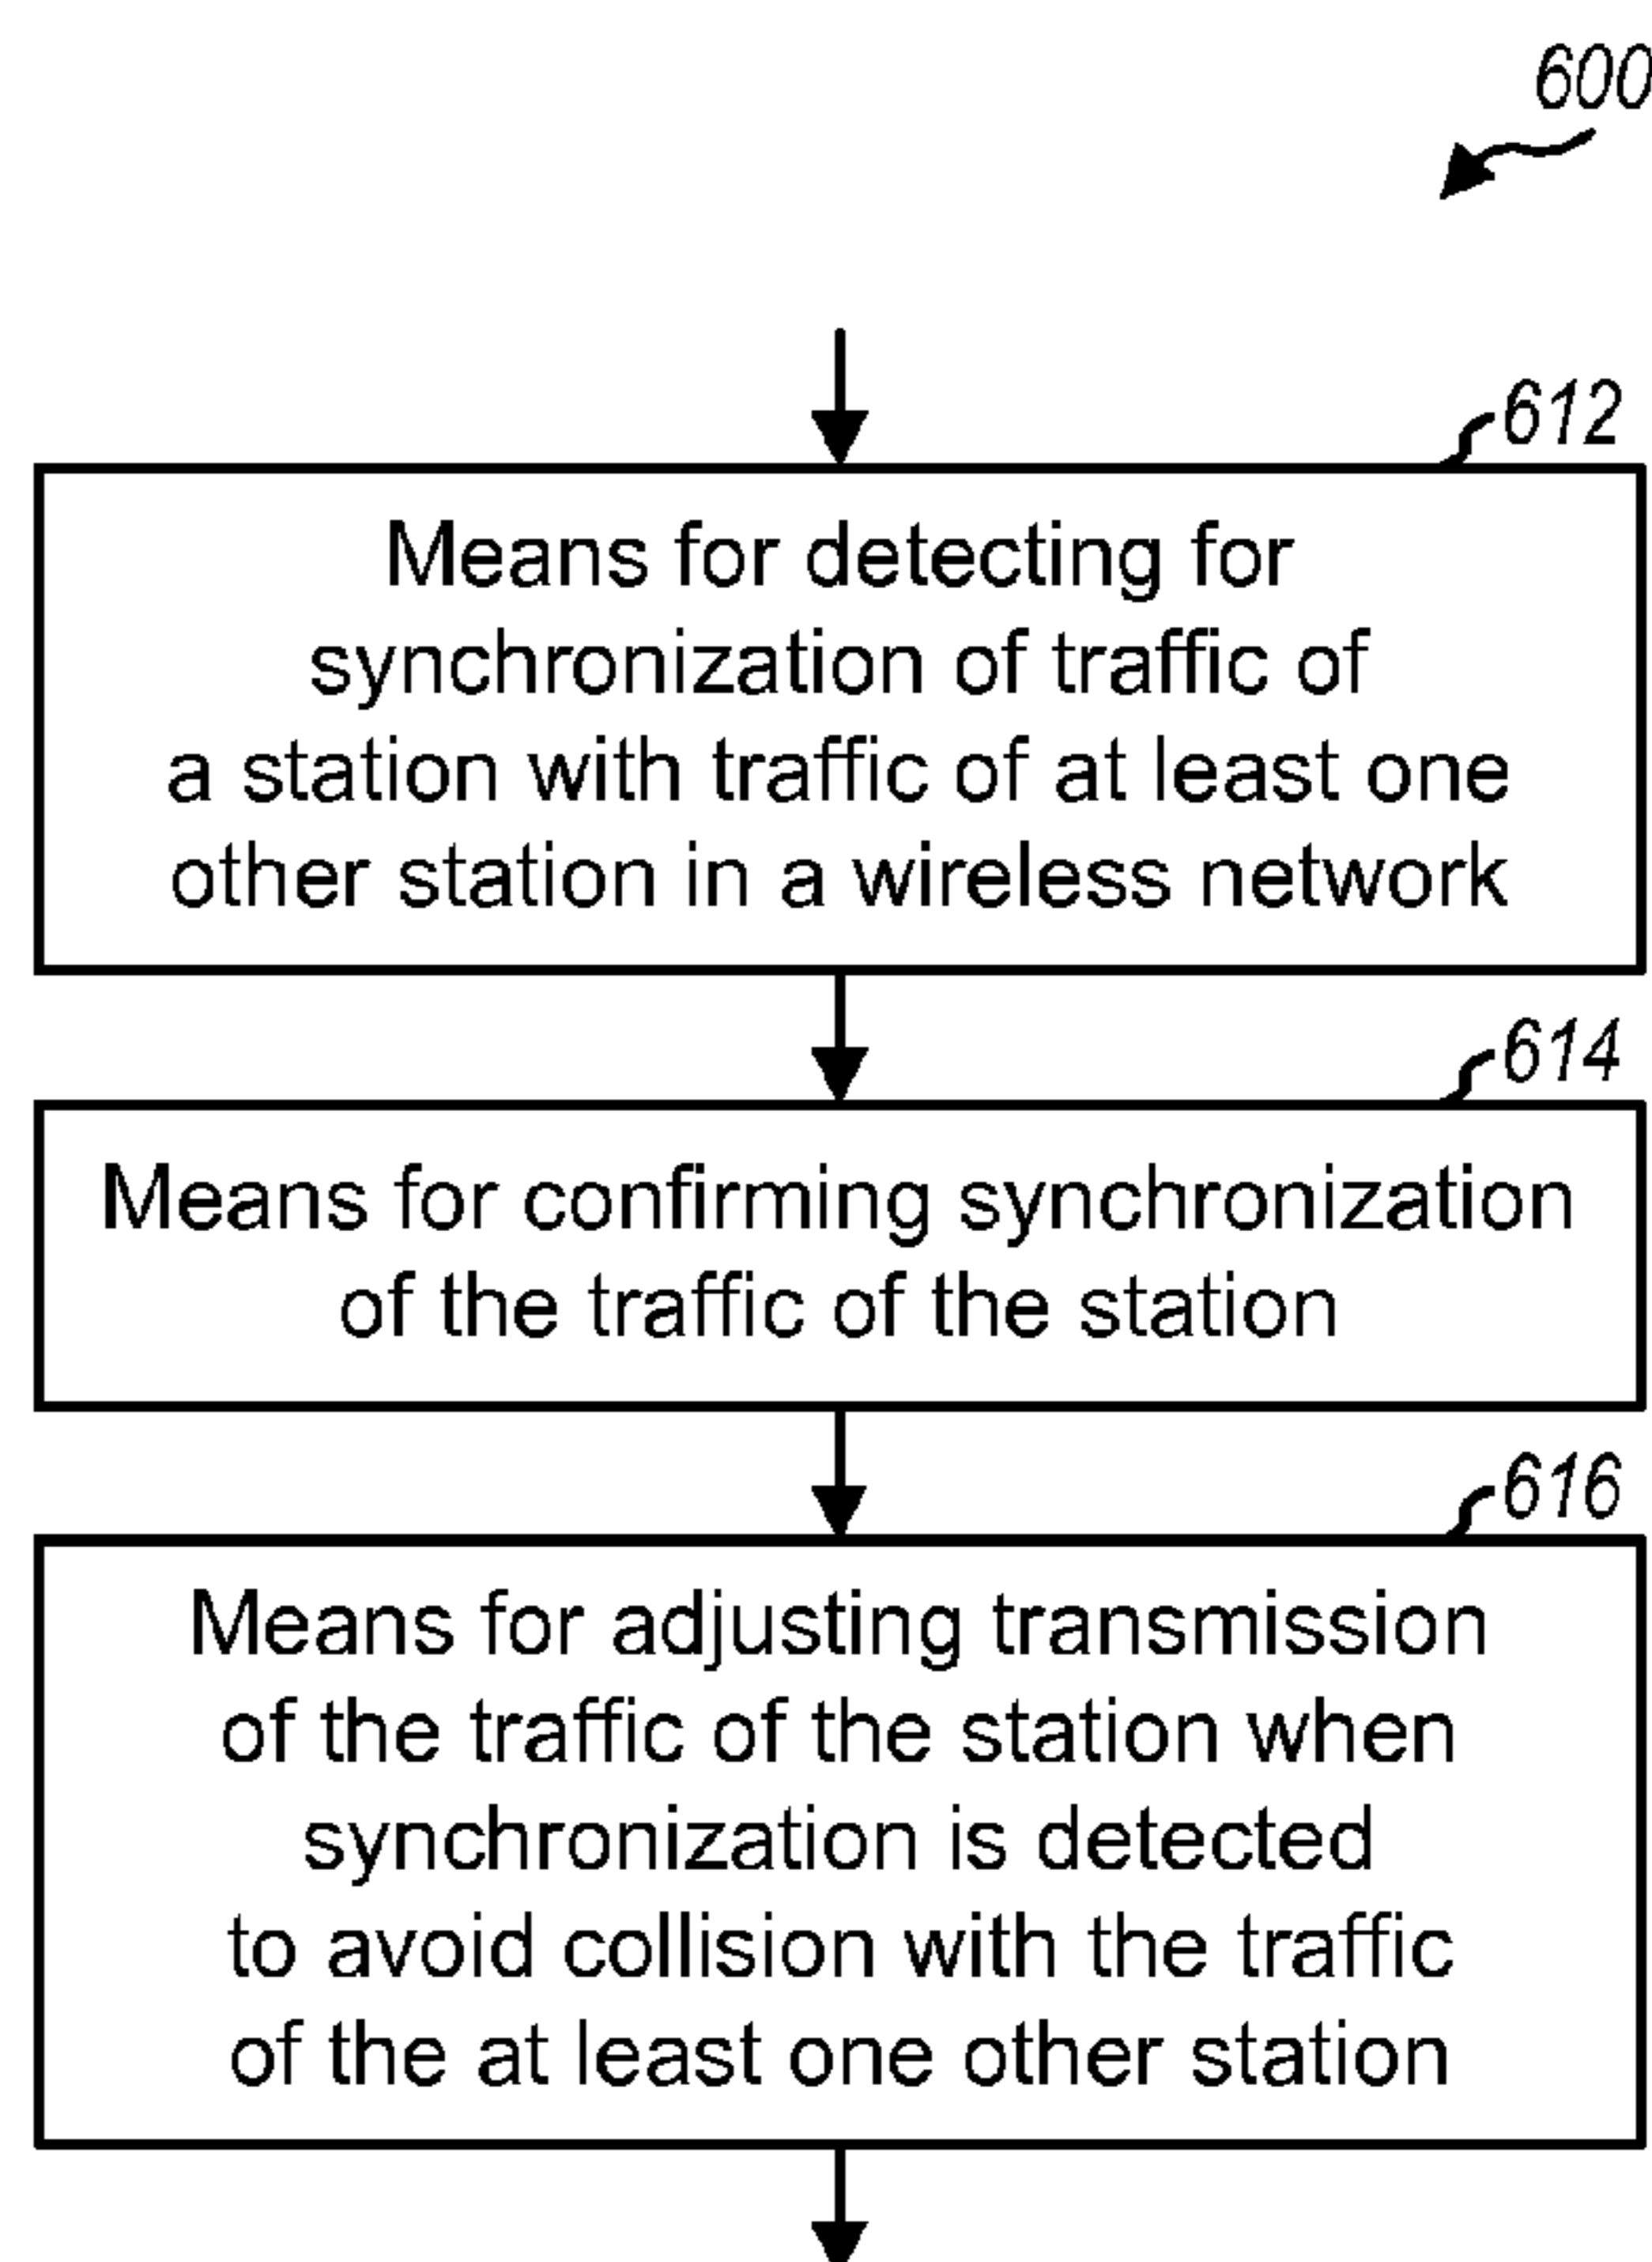 600
612
Means for detecting for
synchronization of traffic of
a station with traffic of at least one
other station in a wireless network
614
Means for confirming synchronization
of the traffic of the station
616
Means for adjusting transmission
of the traffic of the station when
synchronization is detected
to avoid collision with the traffic
of the at least one other station